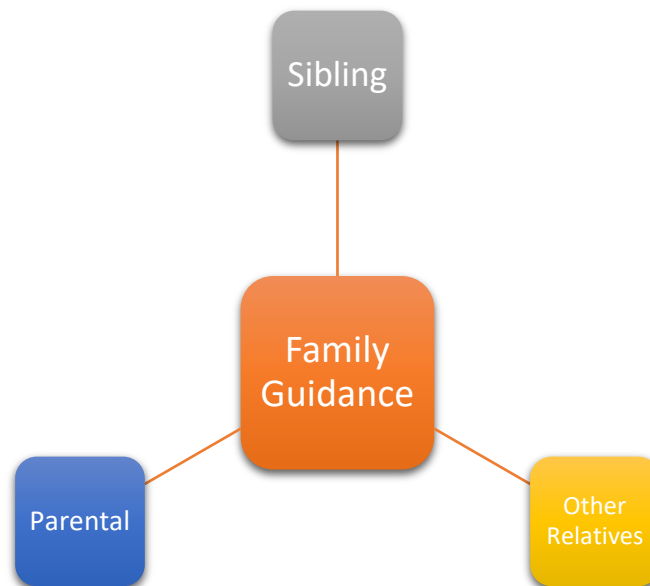 Sibling
Family
Guidance
Parental
Other
Relatives